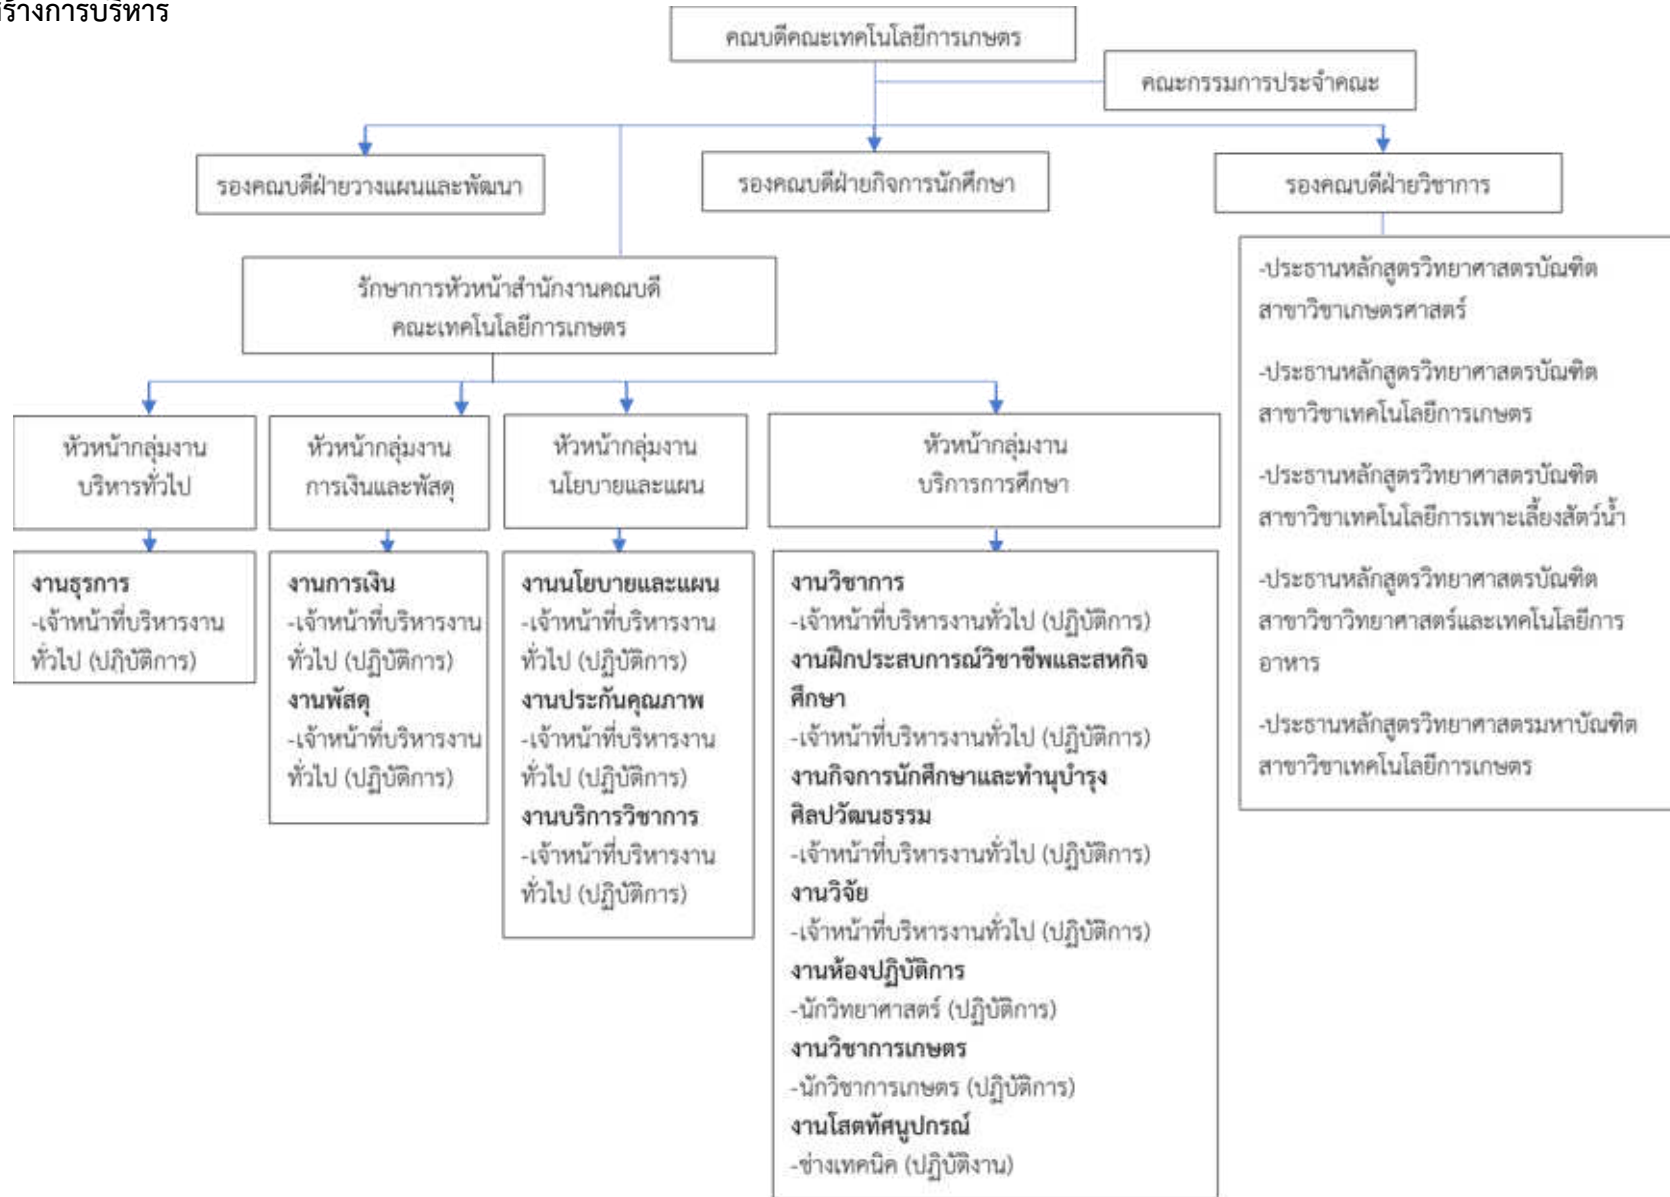 ร้างการบริหาร
คณบดีคณะเทคโนโลยีการเกษตร
คณะกรรมการประจำคณะ
รองคณบดีฝ่ายวางแผนและพัฒนา
รองคณบดีฝ่ายกิจการนักศึกษา
รองคณบดีฝ่ายวิชาการ
รักษาการหัวหน้าสำนักงานคณบดี
คณะเทคโนโลยีการเกษตร
-ประธานหลักสูตรวิทยาศาสตรบัณฑิต
สาขาวิชาเกษตรศาสตร์
-ประธานหลักสูตรวิทยาศาสตรบัณฑิต
สาขาวิชาเทคโนโลยีการเกษตร
-ประธานหลักสูตรวิทยาศาสตรบัณฑิต
สาขาวิชาเทคโนโลยีการเพาะเลี้ยงสัตว์น้ำ
-ประธานหลักสูตรวิทยาศาสตรบัณฑิต
สาขาวิชาวิทยาศาสตร์และเทคโนโลยีการ
อาหาร
-ประธานหลักสูตรวิทยาศาสตรมหาบัณฑิต
สาขาวิชาเทคโนโลยีการเกษตร
หัวหน้ากลุ่มงาน
บริหารทั่วไป
หัวหน้ากลุ่มงาน
การเงินและพัสดุ
หัวหน้ากลุ่มงาน
นโยบายและแผน
หัวหน้ากลุ่มงาน
บริการการศึกษา
งานธุรการ
-เจ้าหน้าที่บริหารงาน
ทั่วไป (ปฏิบัติการ)
งานการเงิน
-เจ้าหน้าที่บริหารงาน
ทั่วไป (ปฏิบัติการ)
งานพัสดุ
-เจ้าหน้าที่บริหารงาน
ทั่วไป (ปฏิบัติการ)
งานนโยบายและแผน
-เจ้าหน้าที่บริหารงาน
ทั่วไป (ปฏิบัติการ)
งานประกันคุณภาพ
-เจ้าหน้าที่บริหารงาน
ทั่วไป (ปฏิบัติการ)
งานบริการวิชาการ
-เจ้าหน้าที่บริหารงาน
ทั่วไป (ปฏิบัติการ)
งานวิชาการ
-เจ้าหน้าที่บริหารงานทั่วไป (ปฏิบัติการ)
งานฝึกประสบการณ์วิชาชีพและสหกิจ
ศึกษา
-เจ้าหน้าที่บริหารงานทั่วไป (ปฏิบัติการ)
งานกิจการนักศึกษาและทำนุบำรุง
ศิลปวัฒนธรรม
-เจ้าหน้าที่บริหารงานทั่วไป (ปฏิบัติการ)
งานวิจัย
-เจ้าหน้าที่บริหารงานทั่วไป (ปฏิบัติการ)
งานห้องปฏิบัติการ
-นักวิทยาศาสตร์ (ปฏิบัติการ)
งานวิชาการเกษตร
-นักวิชาการเกษตร (ปฏิบัติการ)
งานโสตทัศนูปกรณ์
-ช่างเทคนิค (ปฏิบัติงาน)